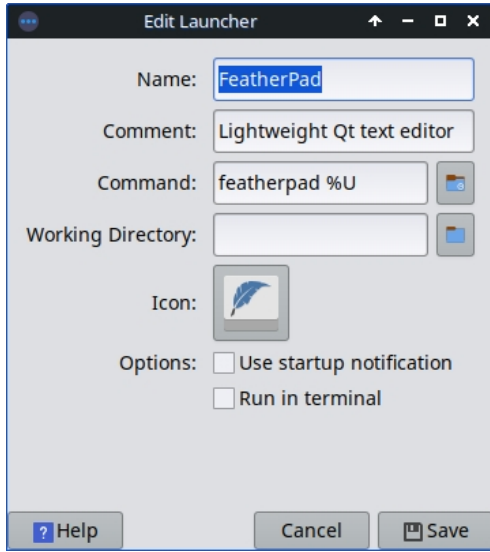 Edit Launcher
Name: FeatherPad
Comment: Lightweight Qt text editor
Command: featherpad %U
Working Directory:
Icon:
Options: Use startup notification
Run in terminal
? Help Cancel Save